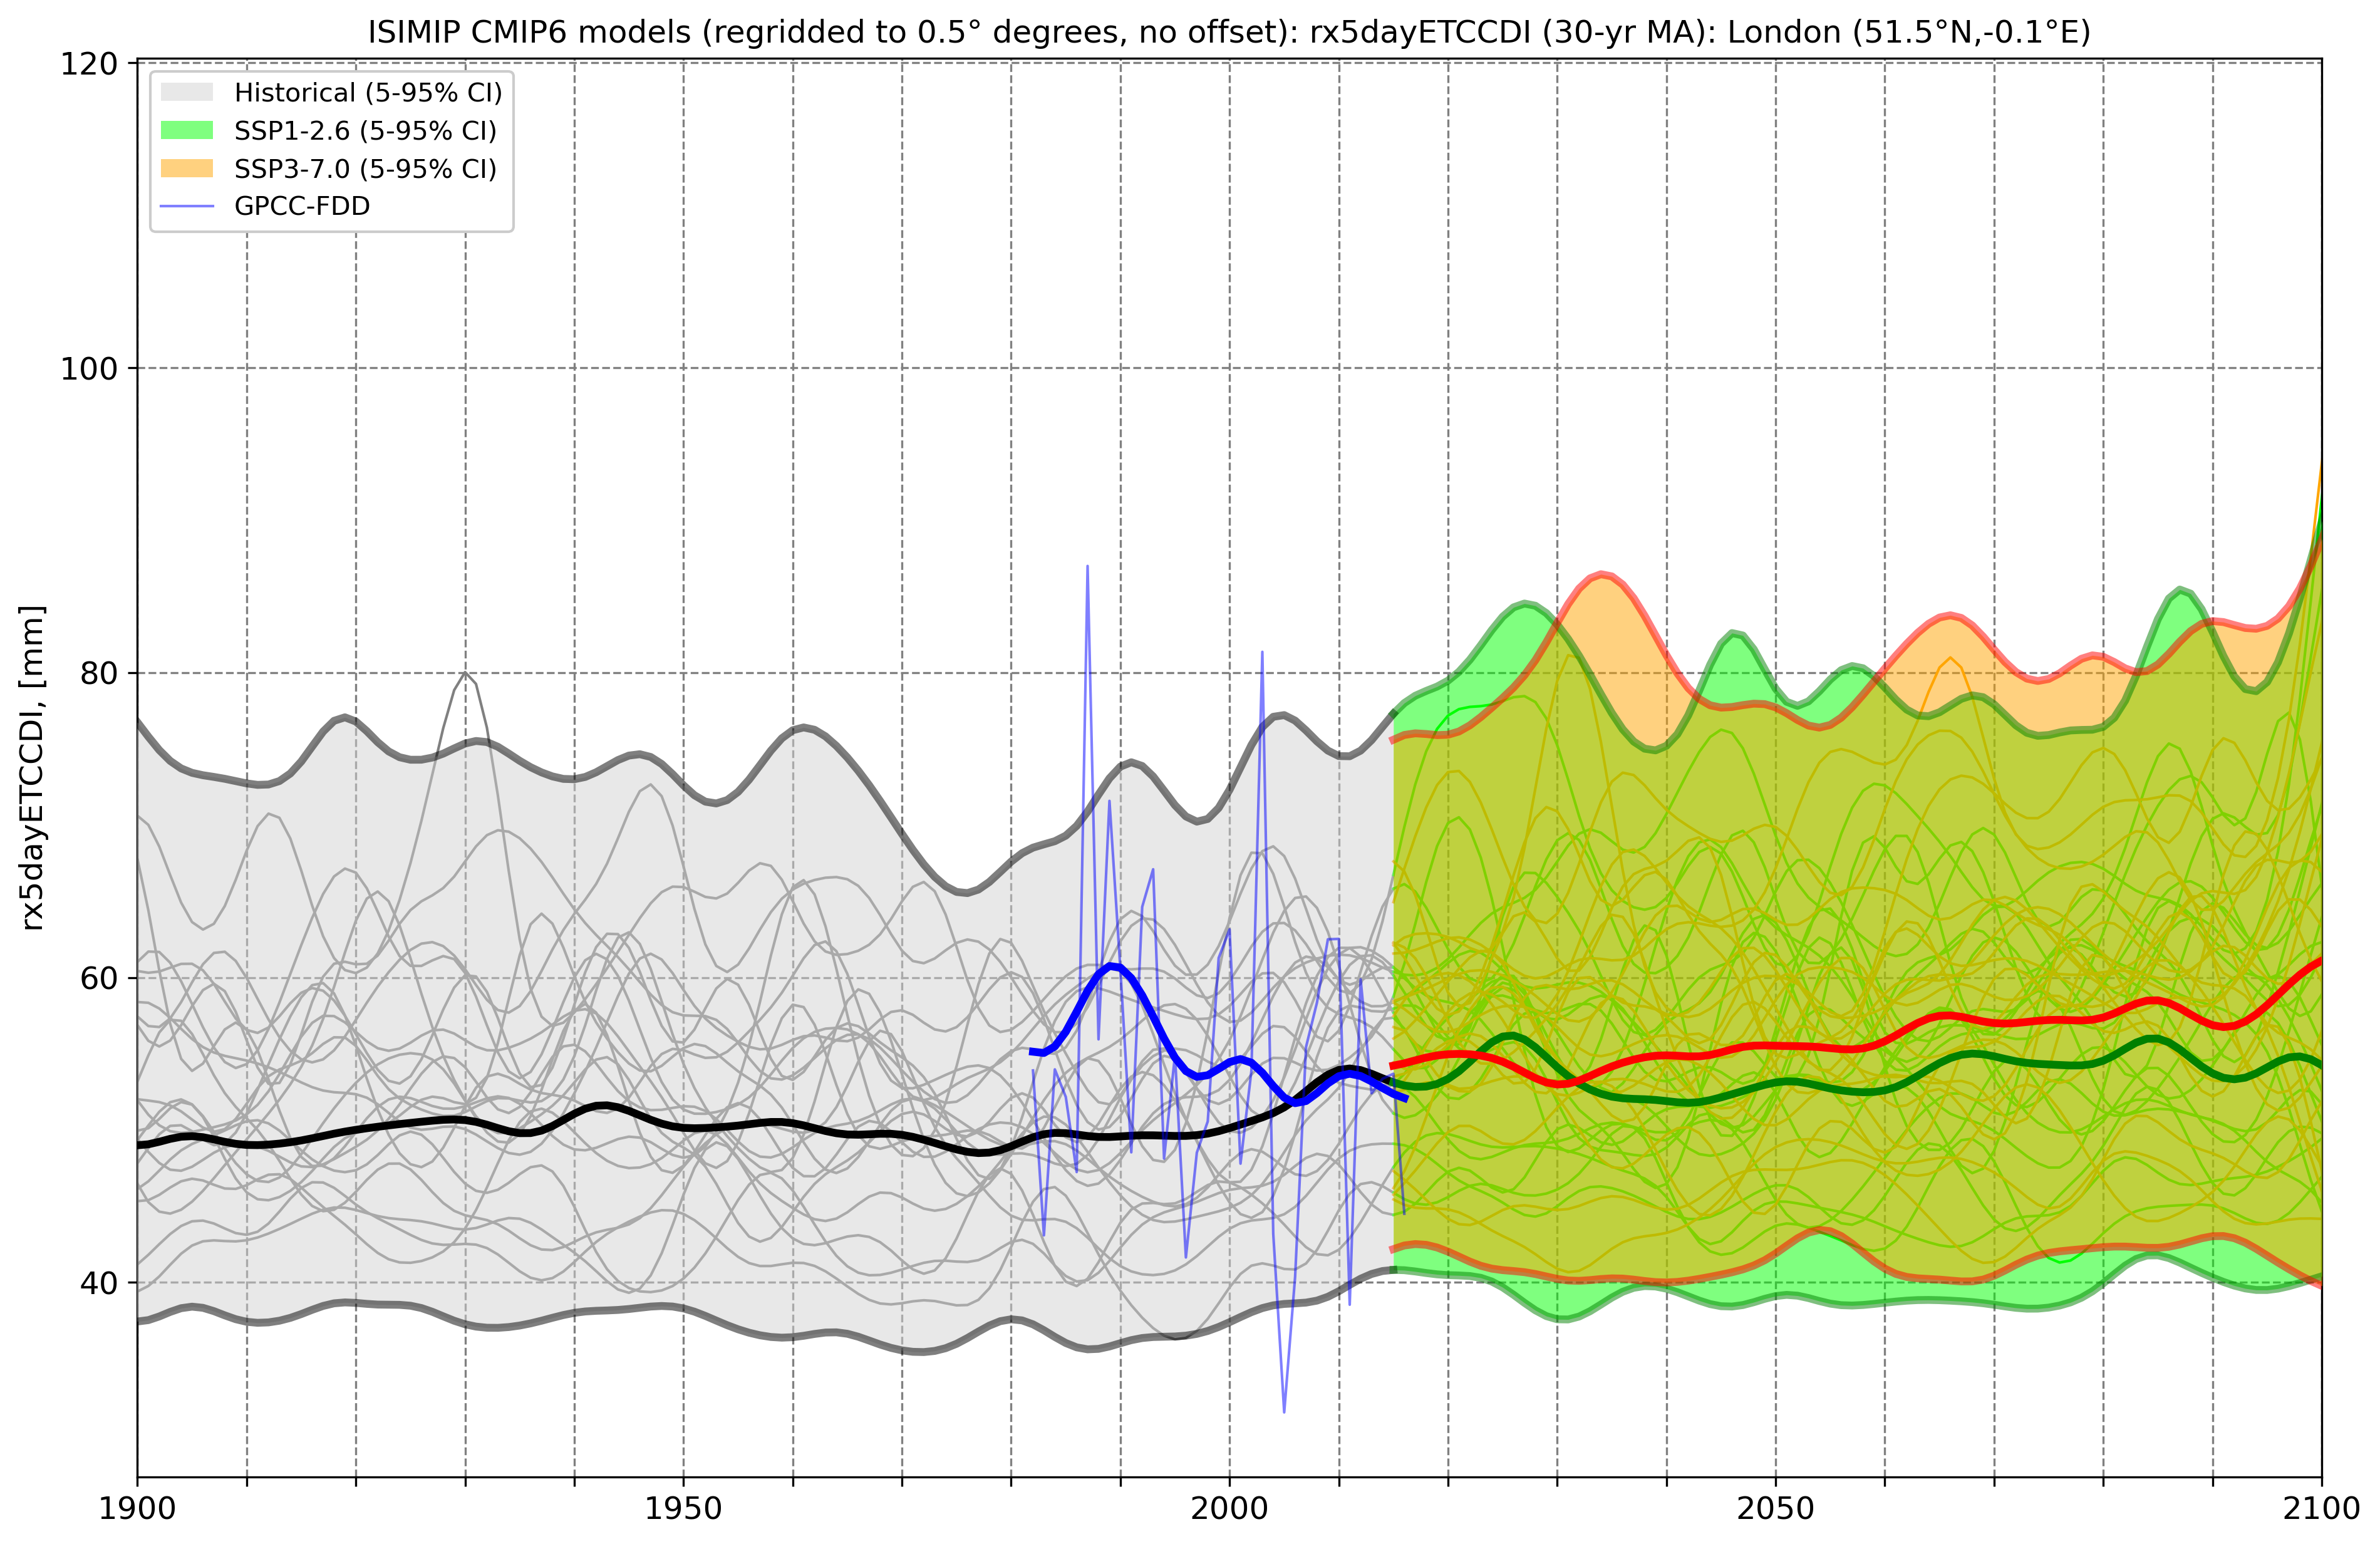 ISIMIP CMIP6 models (regridded to 0.5° degrees, no offset): rx5dayETCCDI (30-yr MA): London (51.5°N,-0.1°E)
Historical (5-95% CI)
SSP1-2.6 (5-95% CI)
SSP3-7.0 (5-95% CI)
GPCC-FDD
rx5dayETCCDI, [mm]
120
100
80
60
40
1900
1950
2000
2050
2100